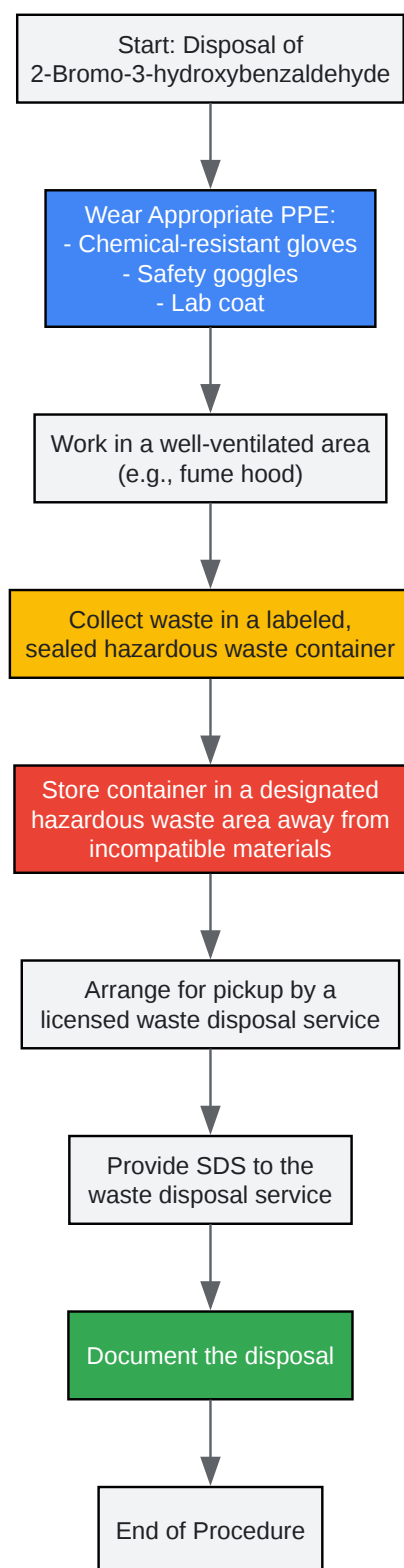 Start: Disposal of
2-Bromo-3-hydroxybenzaldehyde
Wear Appropriate PPE:
- Chemical-resistant gloves
- Safety goggles
- Lab coat
Work in a well-ventilated area
(e.g., fume hood)
Collect waste in a labeled,
sealed hazardous waste container
Store container in a designated
hazardous waste area away from
incompatible materials
Arrange for pickup by a
licensed waste disposal service
Provide SDS to the
waste disposal service
Document the disposal
End of Procedure